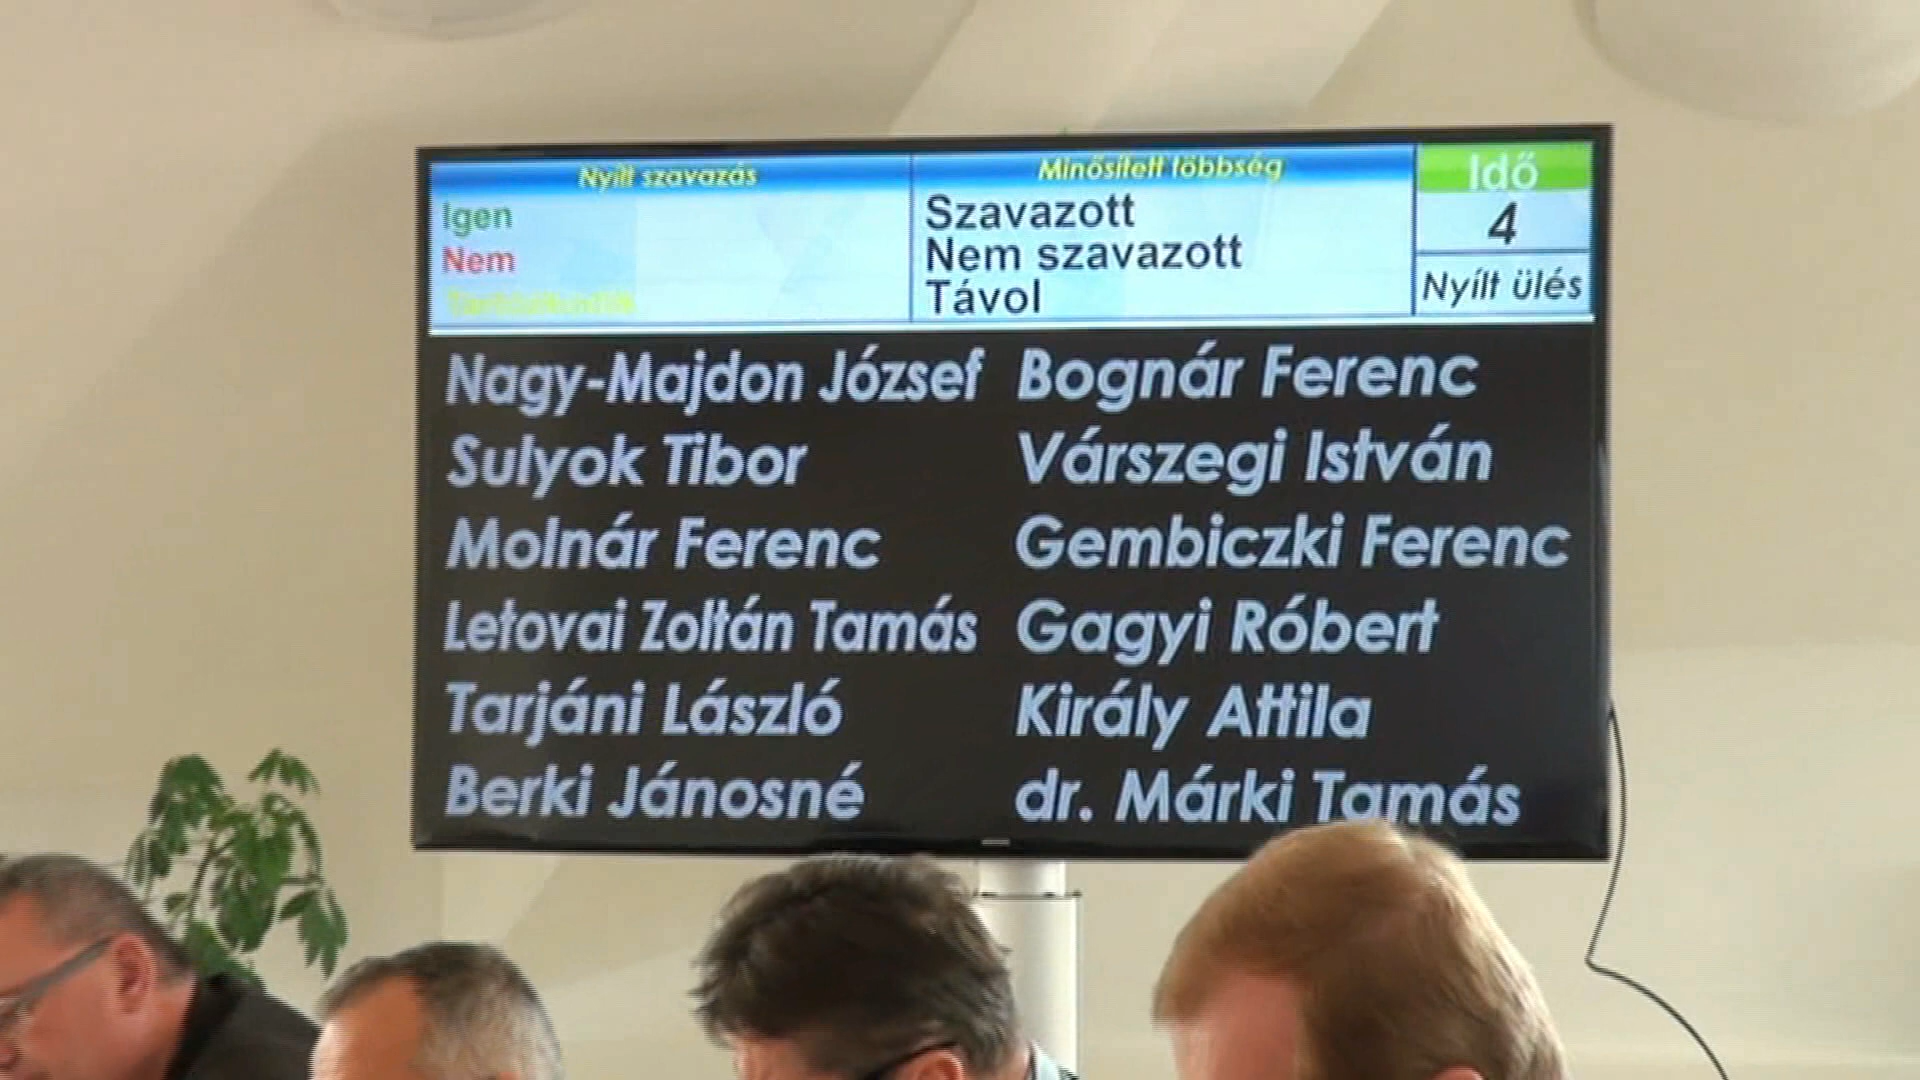 Nyílt szavazás
Igen
Nem
Tartózkodik
Minősített többség
Szavazott
Nem szavazott
Távol
Idő
4
Nyílt ülés
Nagy-Majdon József
Sulyok Tibor
Molnár Ferenc
Letovai Zoltán Tamás
Tarjáni László
Berki Jánosné
Bognár Ferenc
Várszegi István
Gembiczki Ferenc
Gagyi Róbert
Király Attila
dr. Márki Tamás